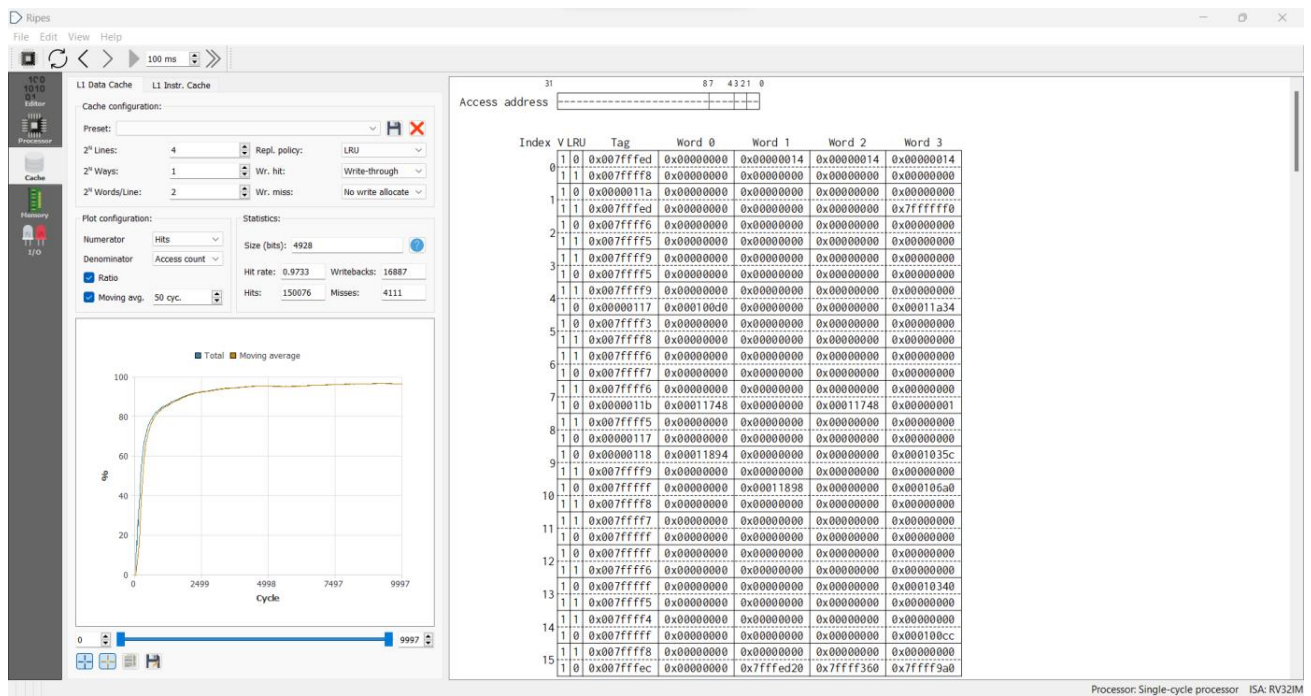 Ripes
File Edit View Help
100 ms
Editor
Processor
Cache
Memory
I/O
L1 Data Cache L1 Instr. Cache
Cache configuration:
Preset:
2ᴺ Lines: 4 Repl. policy: LRU
2ᴺ Ways: 1 Wr. hit: Write-through
2ᴺ Words/Line: 2 Wr. miss: No write allocate
Plot configuration: Statistics:
Numerator Hits
Size (bits): 4928
Denominator Access count
Ratio
Hit rate: 0.9733 Writebacks: 16887
Moving avg. 50 cyc.
Hits: 150076 Misses: 4111
Total Moving average
100
80
60
40
20
0
%
0 2499 4998 7497 9997
Cycle
0 9997
31 8 7 4 3 2 1 0
Access address
Index V LRU Tag Word 0 Word 1 Word 2 Word 3
0
1 0 0x007fffed 0x00000000 0x00000014 0x00000014 0x00000014
1 1 0x007ffff8 0x00000000 0x00000000 0x00000000 0x00000000
1
1 0 0x0000011a 0x00000000 0x00000000 0x00000000 0x00000000
1 1 0x007fffed 0x00000000 0x00000000 0x00000000 0x7ffffff0
2
1 0 0x007ffff6 0x00000000 0x00000000 0x00000000 0x00000000
1 1 0x007ffff5 0x00000000 0x00000000 0x00000000 0x00000000
3
1 1 0x007ffff9 0x00000000 0x00000000 0x00000000 0x00000000
1 0 0x007ffff5 0x00000000 0x00000000 0x00000000 0x00000000
4
1 1 0x007ffff9 0x00000000 0x00000000 0x00000000 0x00000000
1 0 0x00000117 0x000100d0 0x00000000 0x00000000 0x00011a34
5
1 0 0x007ffff3 0x00000000 0x00000000 0x00000000 0x00000000
1 1 0x007ffff8 0x00000000 0x00000000 0x00000000 0x00000000
6
1 1 0x007ffff6 0x00000000 0x00000000 0x00000000 0x00000000
1 0 0x007ffff7 0x00000000 0x00000000 0x00000000 0x00000000
7
1 1 0x007ffff6 0x00000000 0x00000000 0x00000000 0x00000000
1 0 0x0000011b 0x00011748 0x00000000 0x00011748 0x00000001
8
1 1 0x007ffff5 0x00000000 0x00000000 0x00000000 0x00000000
1 0 0x00000117 0x00000000 0x00000000 0x00000000 0x00000000
9
1 0 0x00000118 0x00011894 0x00000000 0x00000000 0x0001035c
1 1 0x007ffff9 0x00000000 0x00000000 0x00000000 0x00000000
10
1 0 0x007fffff 0x00000000 0x00011898 0x00000000 0x000106a0
1 1 0x007ffff8 0x00000000 0x00000000 0x00000000 0x00000000
11
1 1 0x007ffff7 0x00000000 0x00000000 0x00000000 0x00000000
1 0 0x007fffff 0x00000000 0x00000000 0x00000000 0x00000000
12
1 0 0x007fffff 0x00000000 0x00000000 0x00000000 0x00000000
1 1 0x007ffff6 0x00000000 0x00000000 0x00000000 0x00000000
13
1 0 0x007fffff 0x00000000 0x00000000 0x00000000 0x00010340
1 1 0x007ffff5 0x00000000 0x00000000 0x00000000 0x00000000
14
1 1 0x007ffff4 0x00000000 0x00000000 0x00000000 0x00000000
1 0 0x007fffff 0x00000000 0x00000000 0x00000000 0x000100cc
15
1 1 0x007ffff8 0x00000000 0x00000000 0x00000000 0x00000000
1 0 0x007fffec 0x00000000 0x7fffed20 0x7ffff360 0x7ffff9a0
Processor: Single-cycle processor ISA: RV32IM